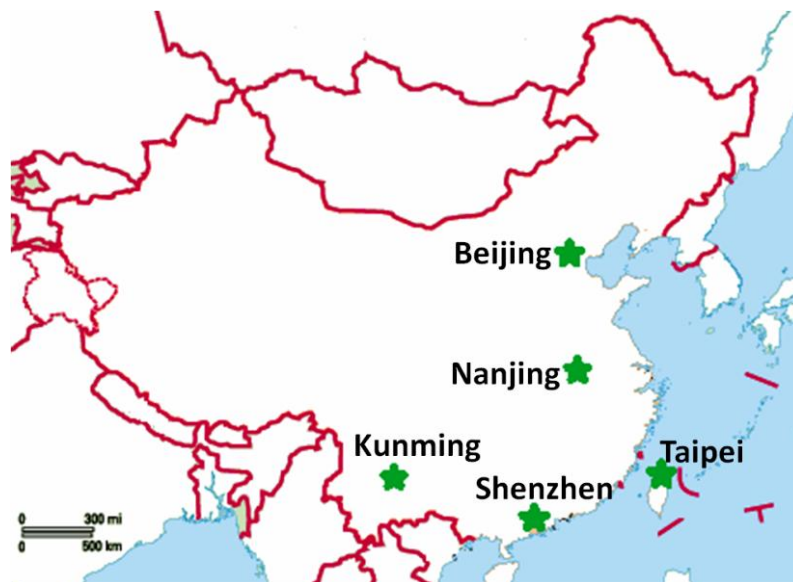 Beijing
Nanjing
Kunming
Taipei
Shenzhen
0 300 mi
0 500 km